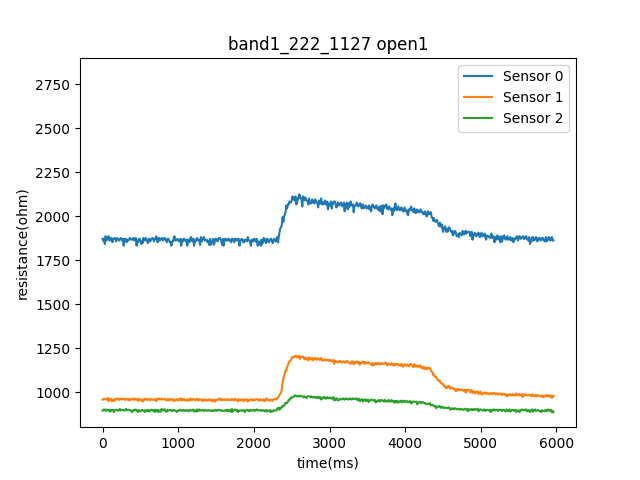 band1_222_1127 open1
Sensor 0
Sensor 1
Sensor 2
resistance(ohm)
2750
2500
2250
2000
1750
1500
1250
1000
0 1000 2000 3000 4000 5000 6000
time(ms)